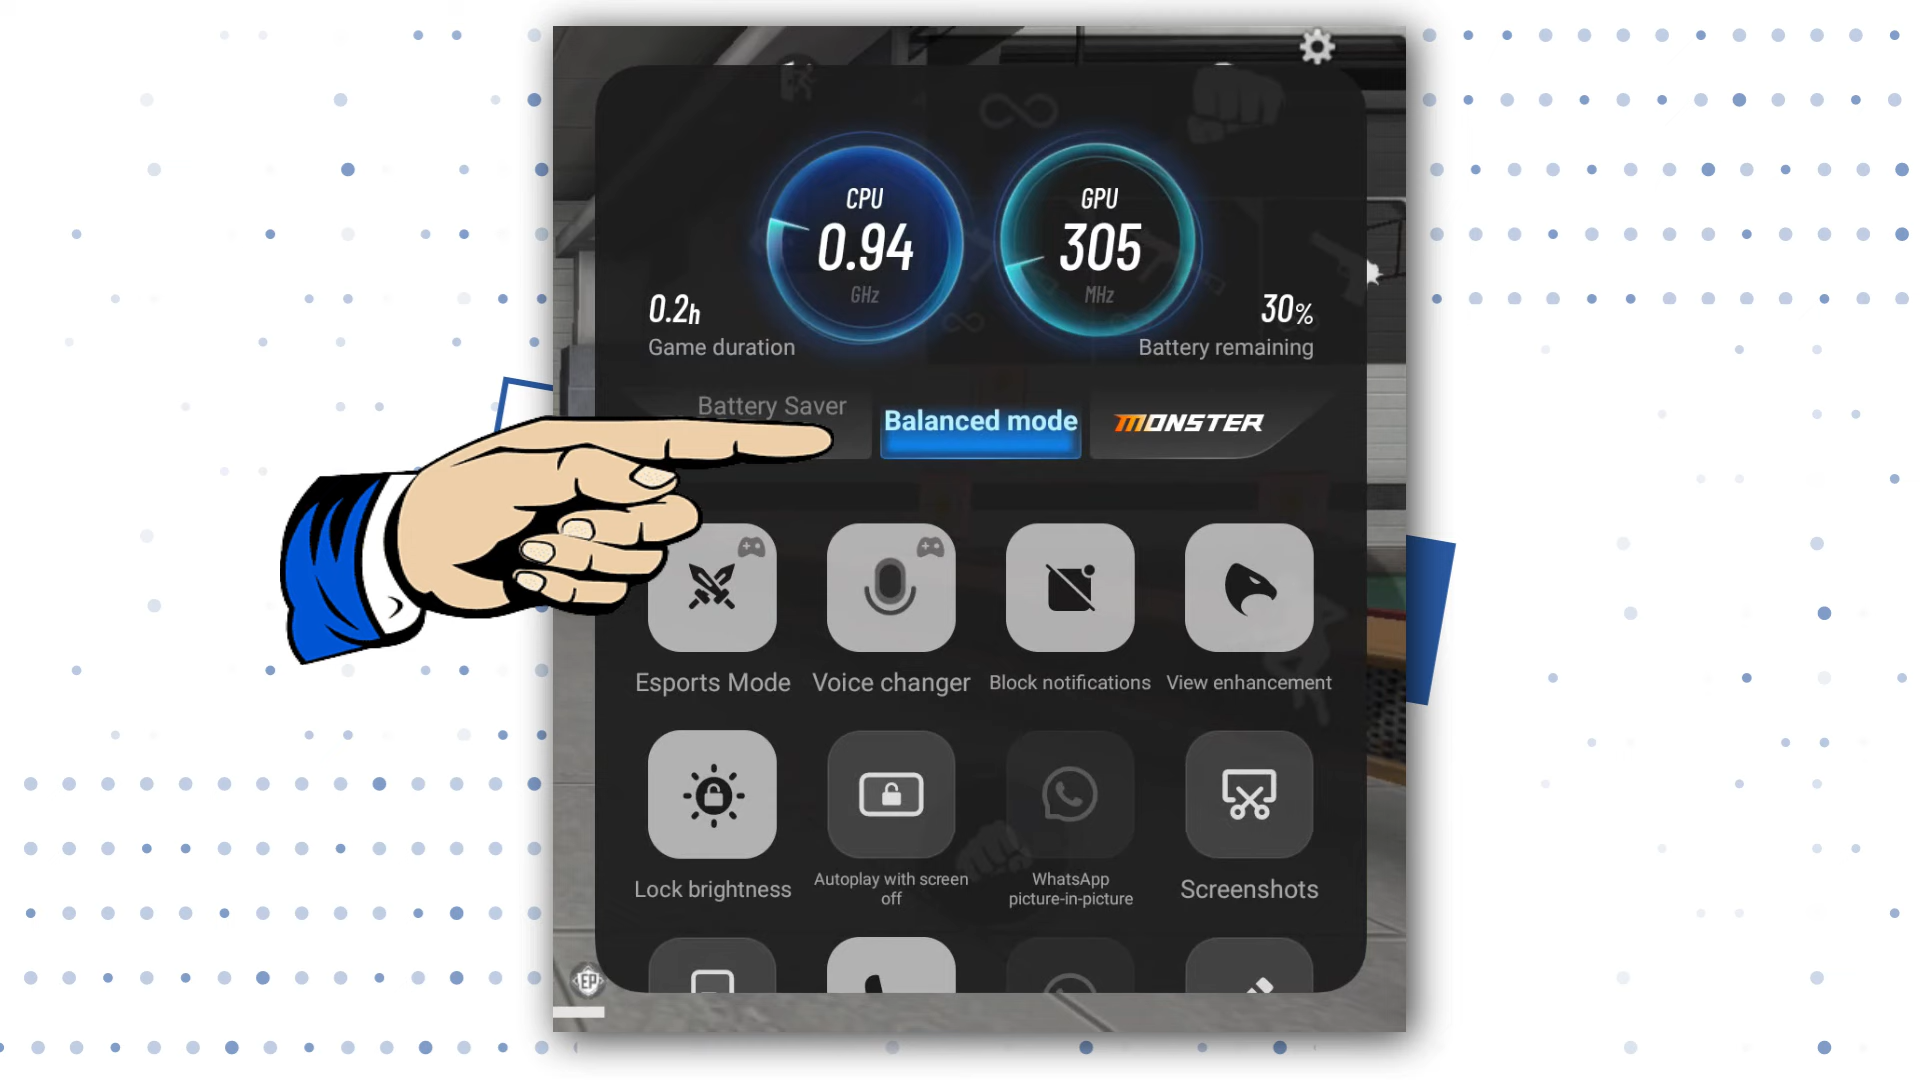 CPU
0.94
GHz
GPU
305
MHz
0.2h
Game duration
30%
Battery remaining
Battery Saver
Balanced mode
MONSTER
Esports Mode
Voice changer
Block notifications
View enhancement
Lock brightness
Autoplay with screen
off
WhatsApp
picture-in-picture
Screenshots
EP